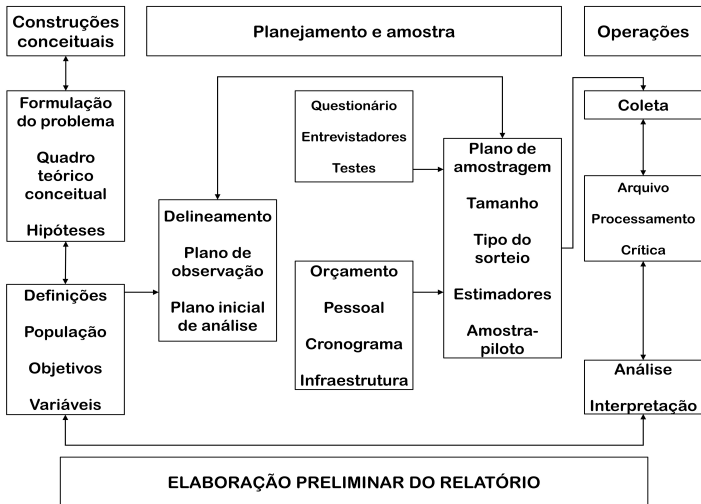 Construções
conceituais
Planejamento e amostra
Operações
Formulação
do problema
Quadro
teórico
conceitual
Hipóteses
Definições
População
Objetivos
Variáveis
Delineamento
Plano de
observação
Plano inicial
de análise
Questionário
Entrevistadores
Testes
Orçamento
Pessoal
Cronograma
Infraestrutura
Plano de
amostragem
Tamanho
Tipo do
sorteio
Estimadores
Amostra-
piloto
Coleta
Arquivo
Processamento
Crítica
Análise
Interpretação
ELABORAÇÃO PRELIMINAR DO RELATÓRIO